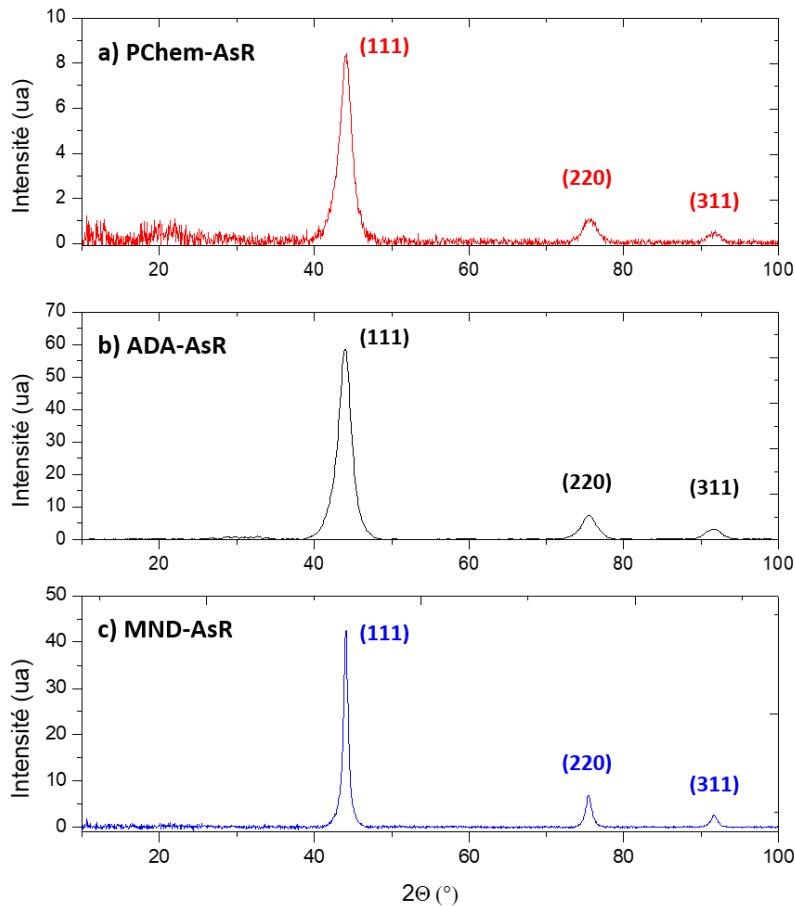 a) PChem-AsR
(111)
(220)
(311)
Intensité (ua)
10
8
6
4
2
0
20 40 60 80 100
b) ADA-AsR
(111)
(220)
(311)
Intensité (ua)
70
60
50
40
30
20
10
0
20 40 60 80 100
c) MND-AsR
(111)
(220)
(311)
Intensité (ua)
50
40
30
20
10
0
20 40 60 80 100
2Θ (°)